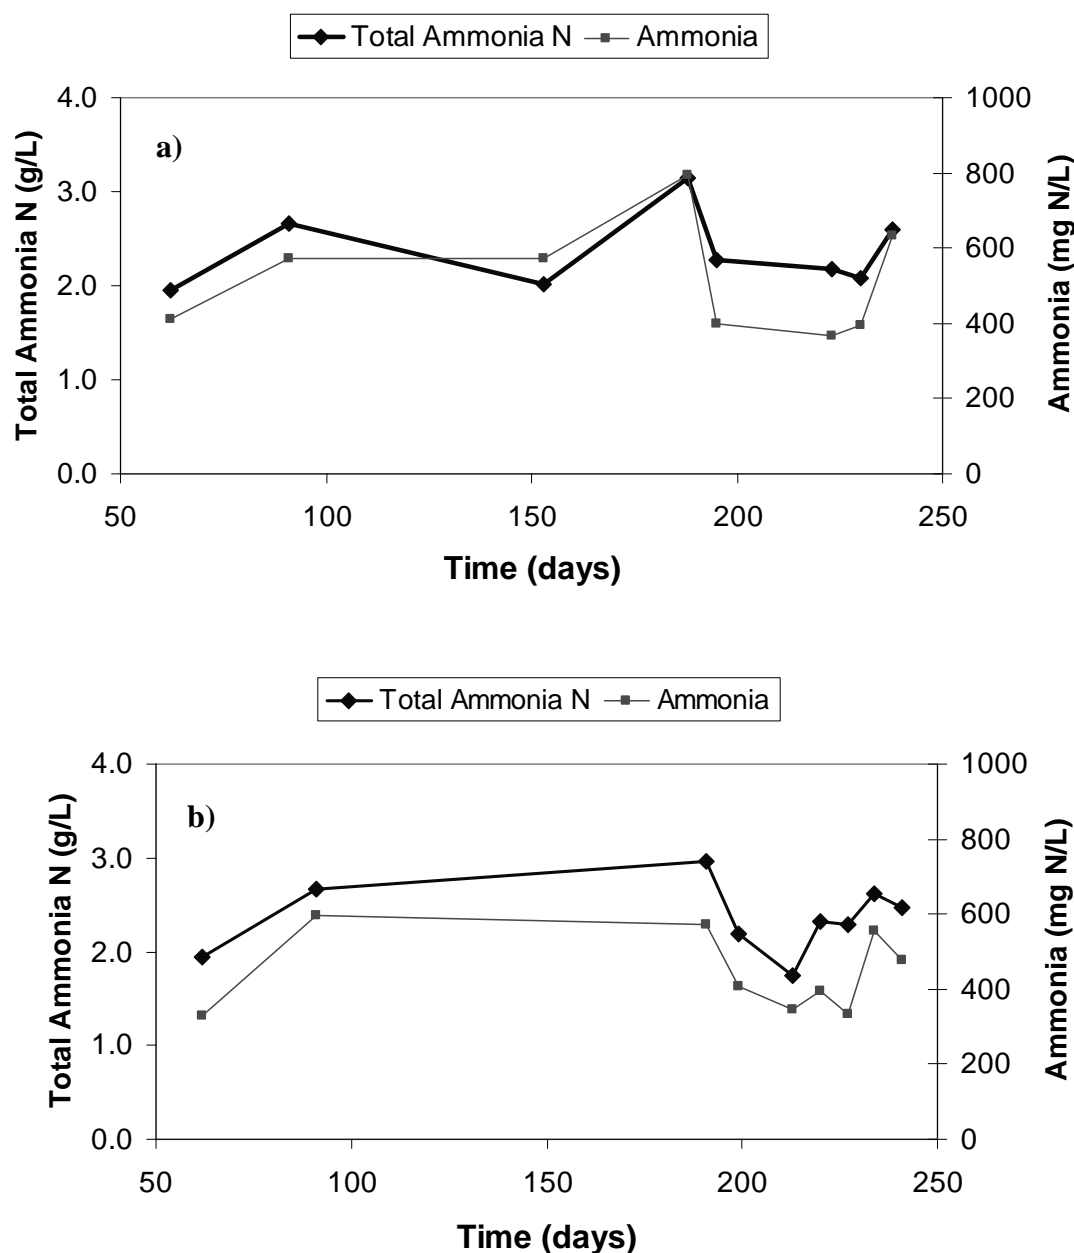 Total Ammonia N Ammonia
4.0 1000
a)
3.0 800
600
2.0
400
1.0
200
0.0 0
Total Ammonia N (g/L)
Ammonia (mg N/L)
50 100 150 200 250
Time (days)
Total Ammonia N Ammonia
4.0 1000
b)
800
3.0
600
2.0
400
1.0
200
0.0 0
Total Ammonia N (g/L)
Ammonia (mg N/L)
50 100 150 200 250
Time (days)